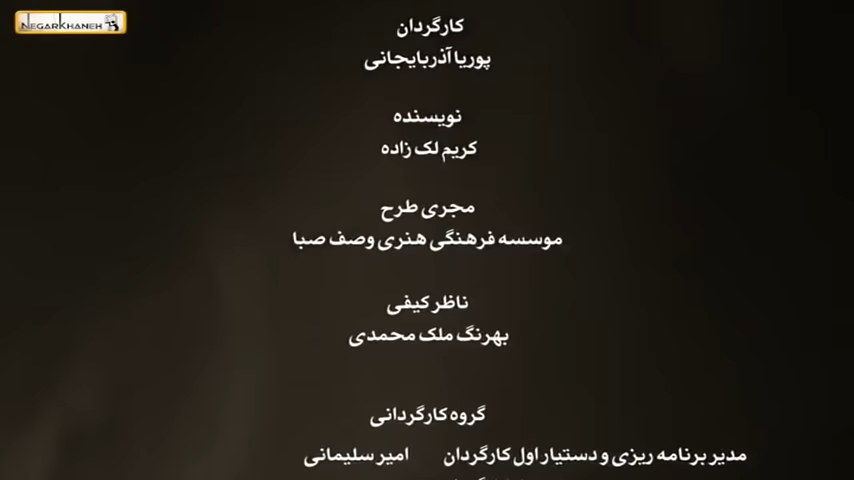 NEGARKHANEH
کارگردان
پوریا آذربایجانی
نویسنده
کریم لک زاده
مجری طرح
موسسه فرهنگی هنری وصف صبا
ناظر کیفی
بهرنگ ملک محمدی
گروه کارگردانی
مدیر برنامه ریزی و دستیار اول کارگردان امیر سلیمانی